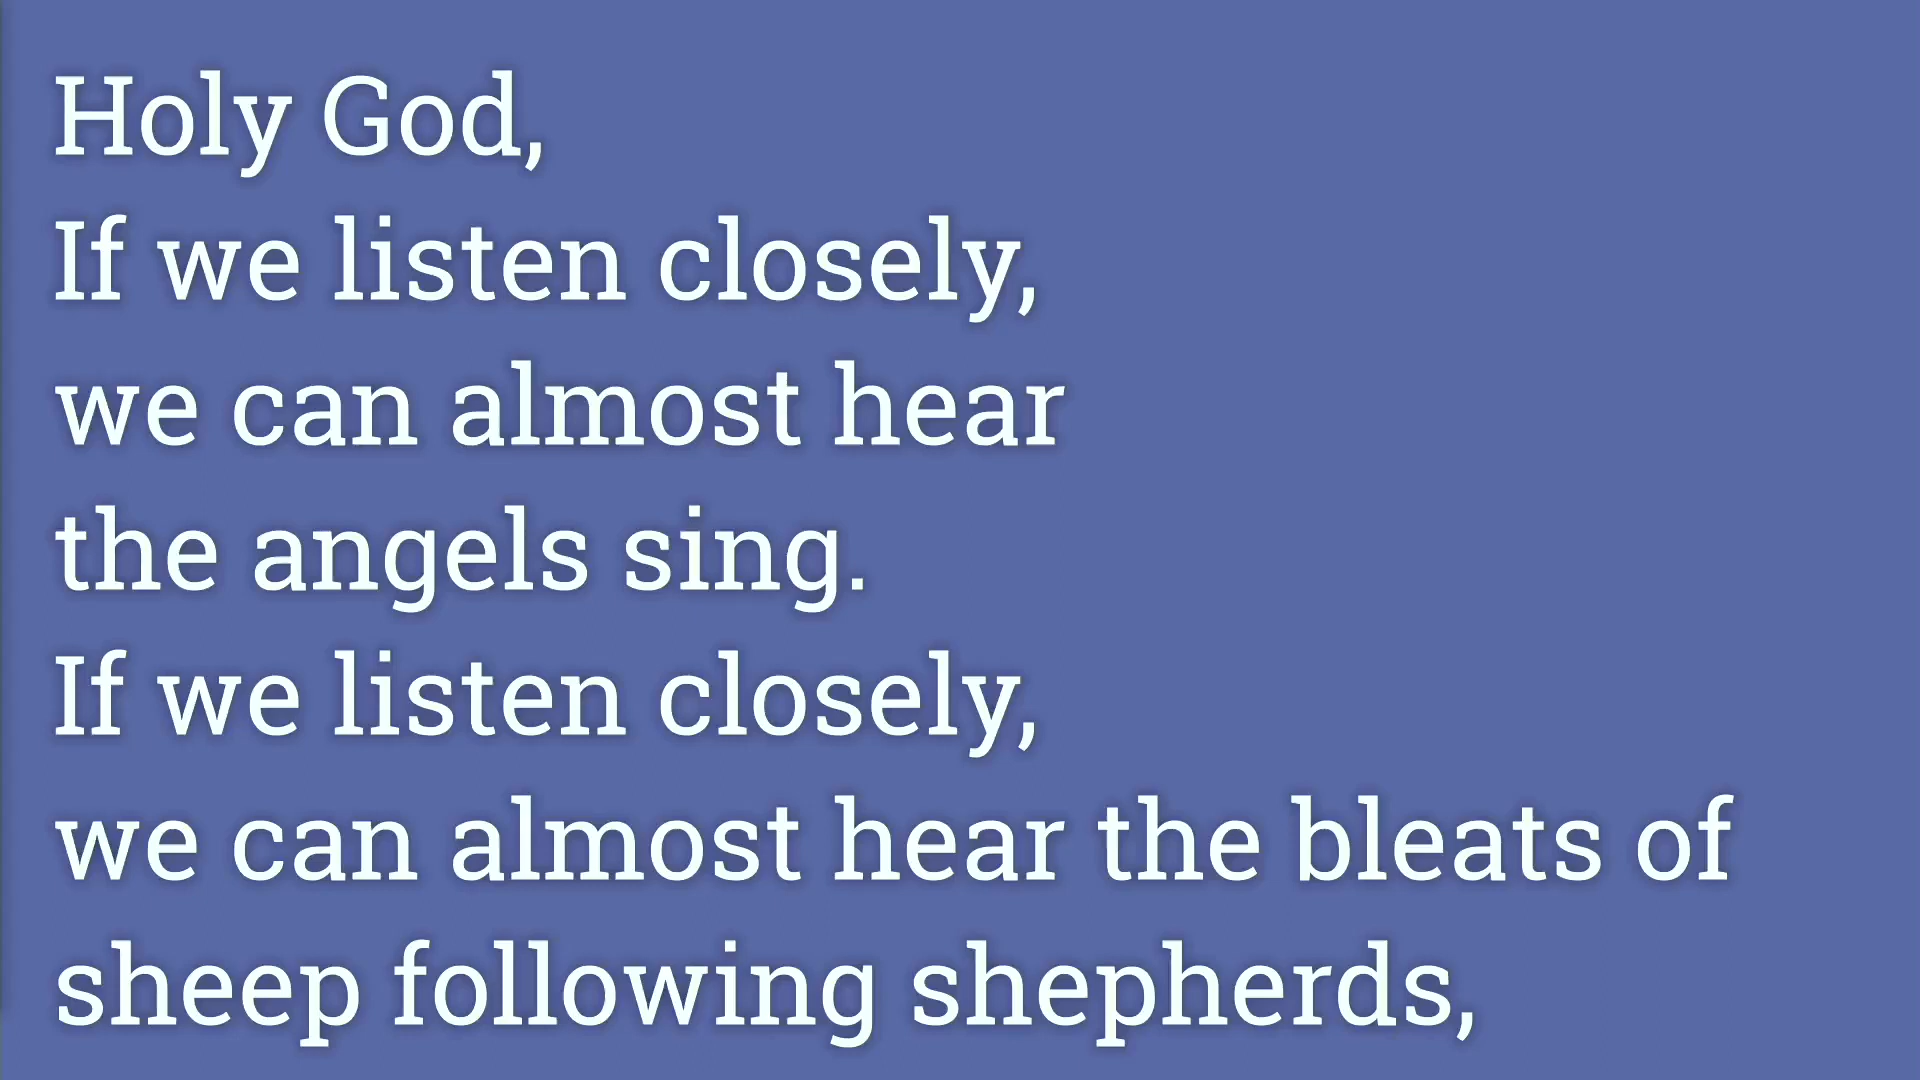 Holy God,
If we listen closely,
we can almost hear
the angels sing.
If we listen closely,
we can almost hear the bleats of
sheep following shepherds,